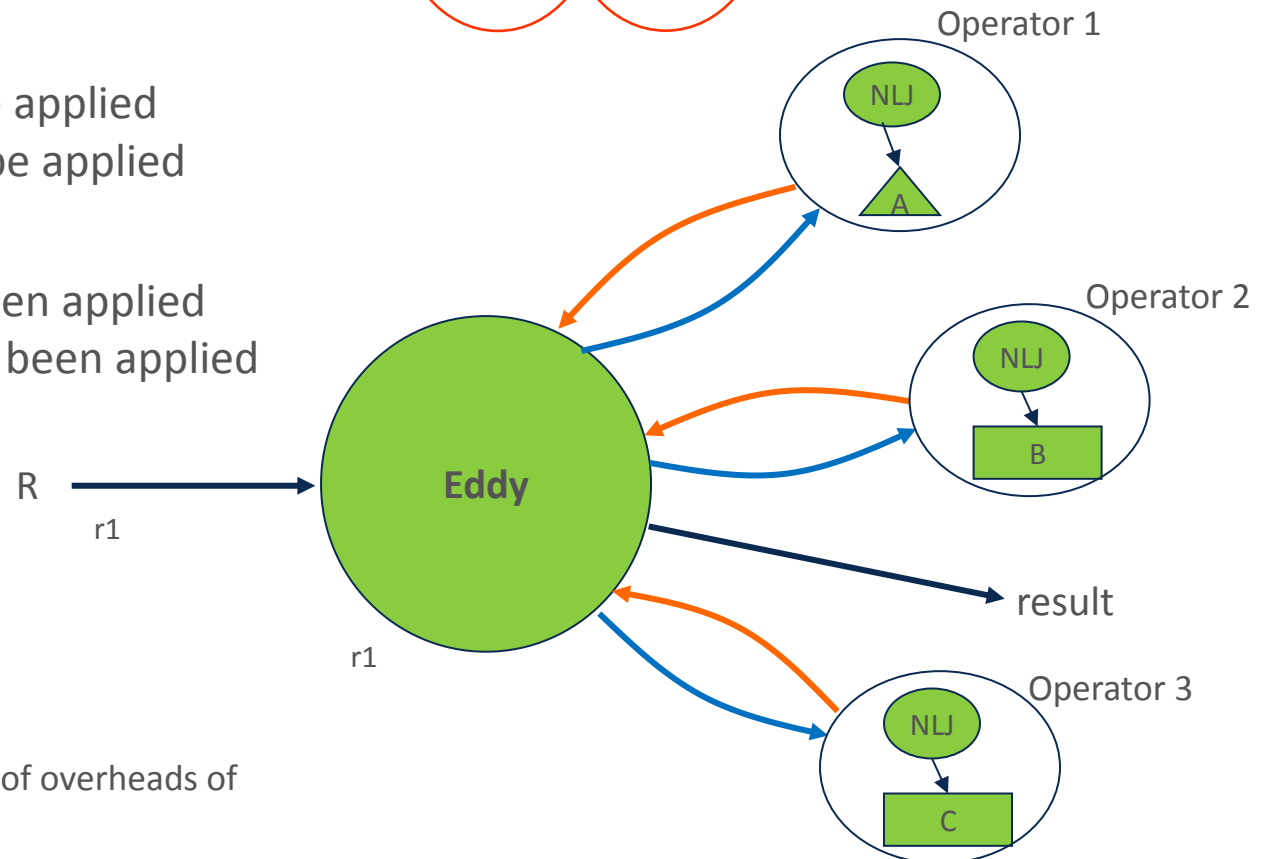 Operator 1
NLJ
A
applied
be applied
Operator 2
NLJ
B
en applied
been applied
R
r1
Eddy
result
r1
Operator 3
NLJ
C
of overheads of